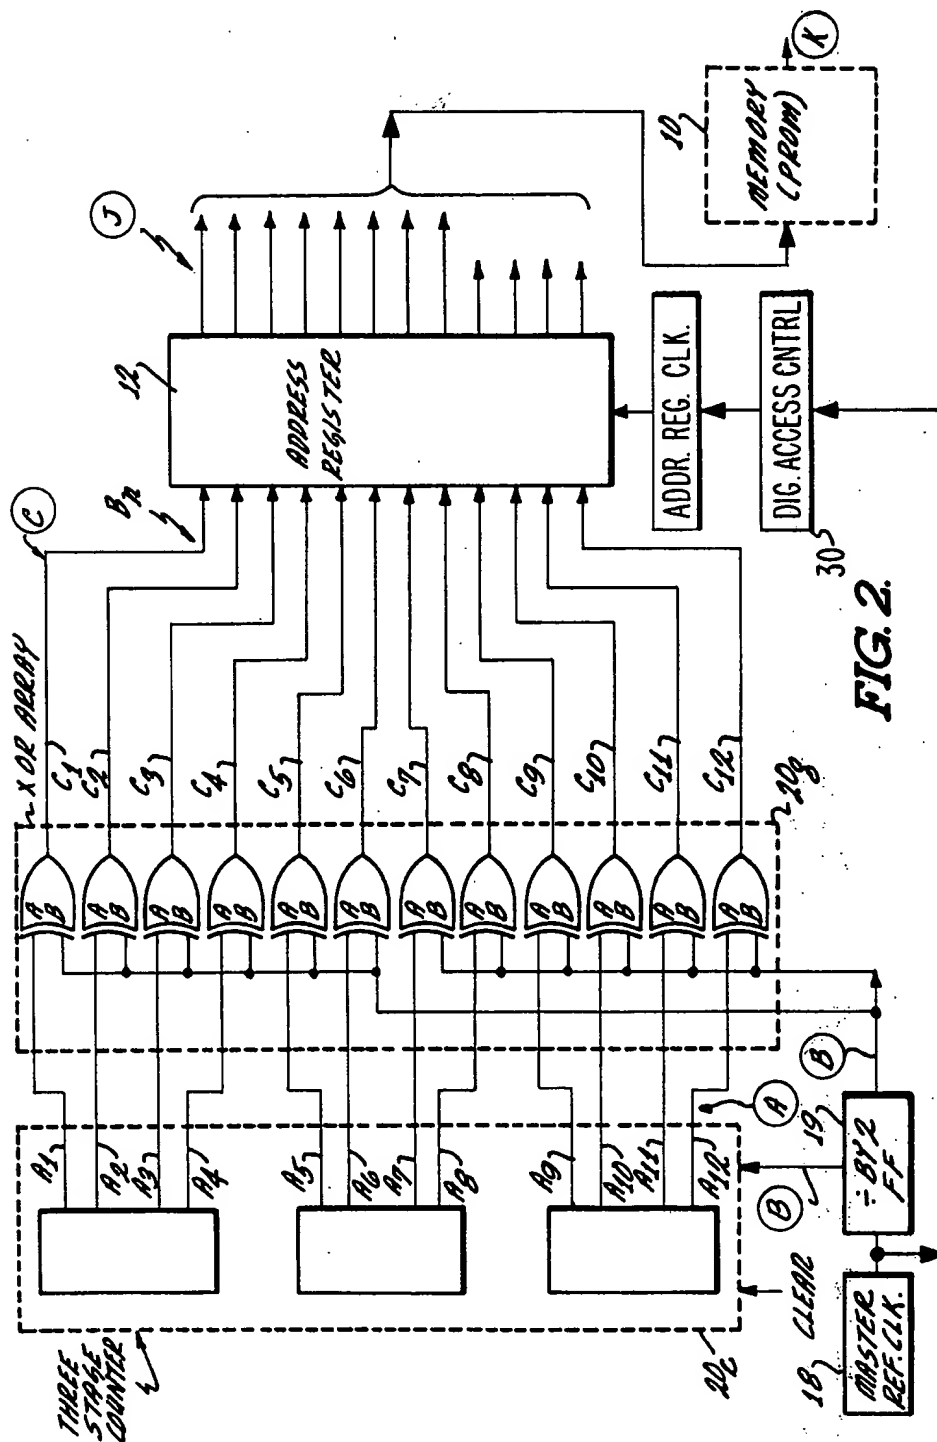 THREE
STAGE
COUNTER
20c
CLEAR
18
MASTER
REF. CLK.
19
÷ BY 2
FF
B
B
A
A1
A2
A3
A4
A5
A6
A7
A8
A9
A10
A11
A12
X OR ARRAY
A
B
A
B
A
B
A
B
A
B
A
B
A
B
A
B
A
B
A
B
A
B
A
B
20g
C1
C2
C3
C4
C5
C6
C7
C8
C9
C10
C11
C12
C
Bn
12
ADDRESS
REGISTER
J
ADDR. REG. CLK.
DIG. ACCESS CNTRL
30
10
MEMORY
(PROM)
K
FIG. 2.